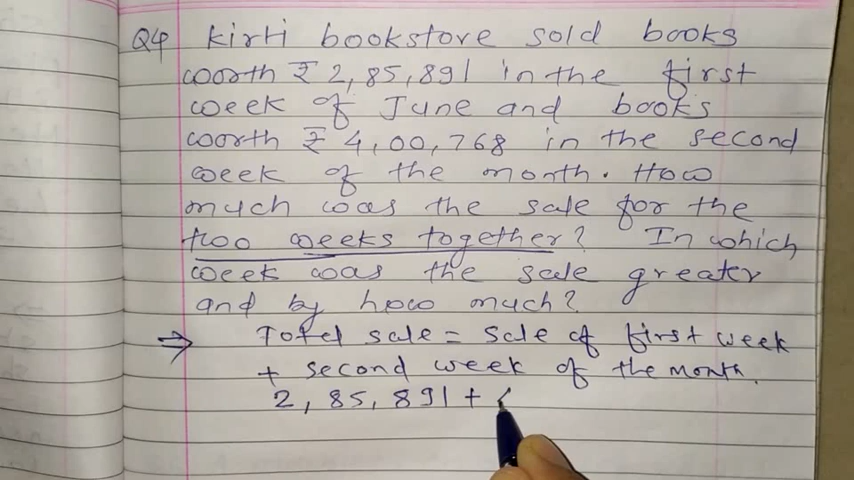 Q4 Kirti bookstore sold books
worth ₹ 2,85,891 in the first
week of June and books
worth ₹ 4,00,768 in the second
week of the month. How
much was the sale for the
two weeks together? In which
week was the sale greater
and by how much?
⇒ Total sale = sale of first week
+ second week of the month.
2,85,891 +